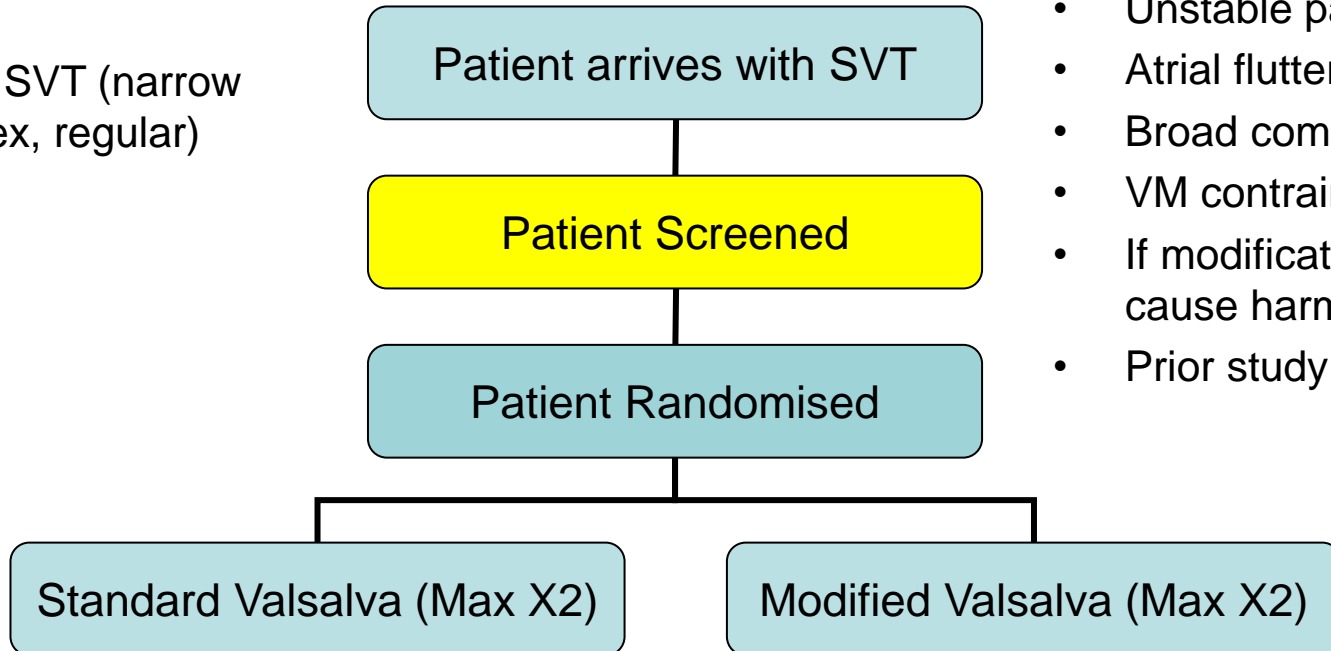 Patient arrives with SVT
SVT (narrow
regular)
Patient Screened
Patient Randomised
Standard Valsalva (Max X2)
Modified Valsalva (Max X2)
• Unstable
• Atrial
• Broad
• VM
• If
cause
• Prior study